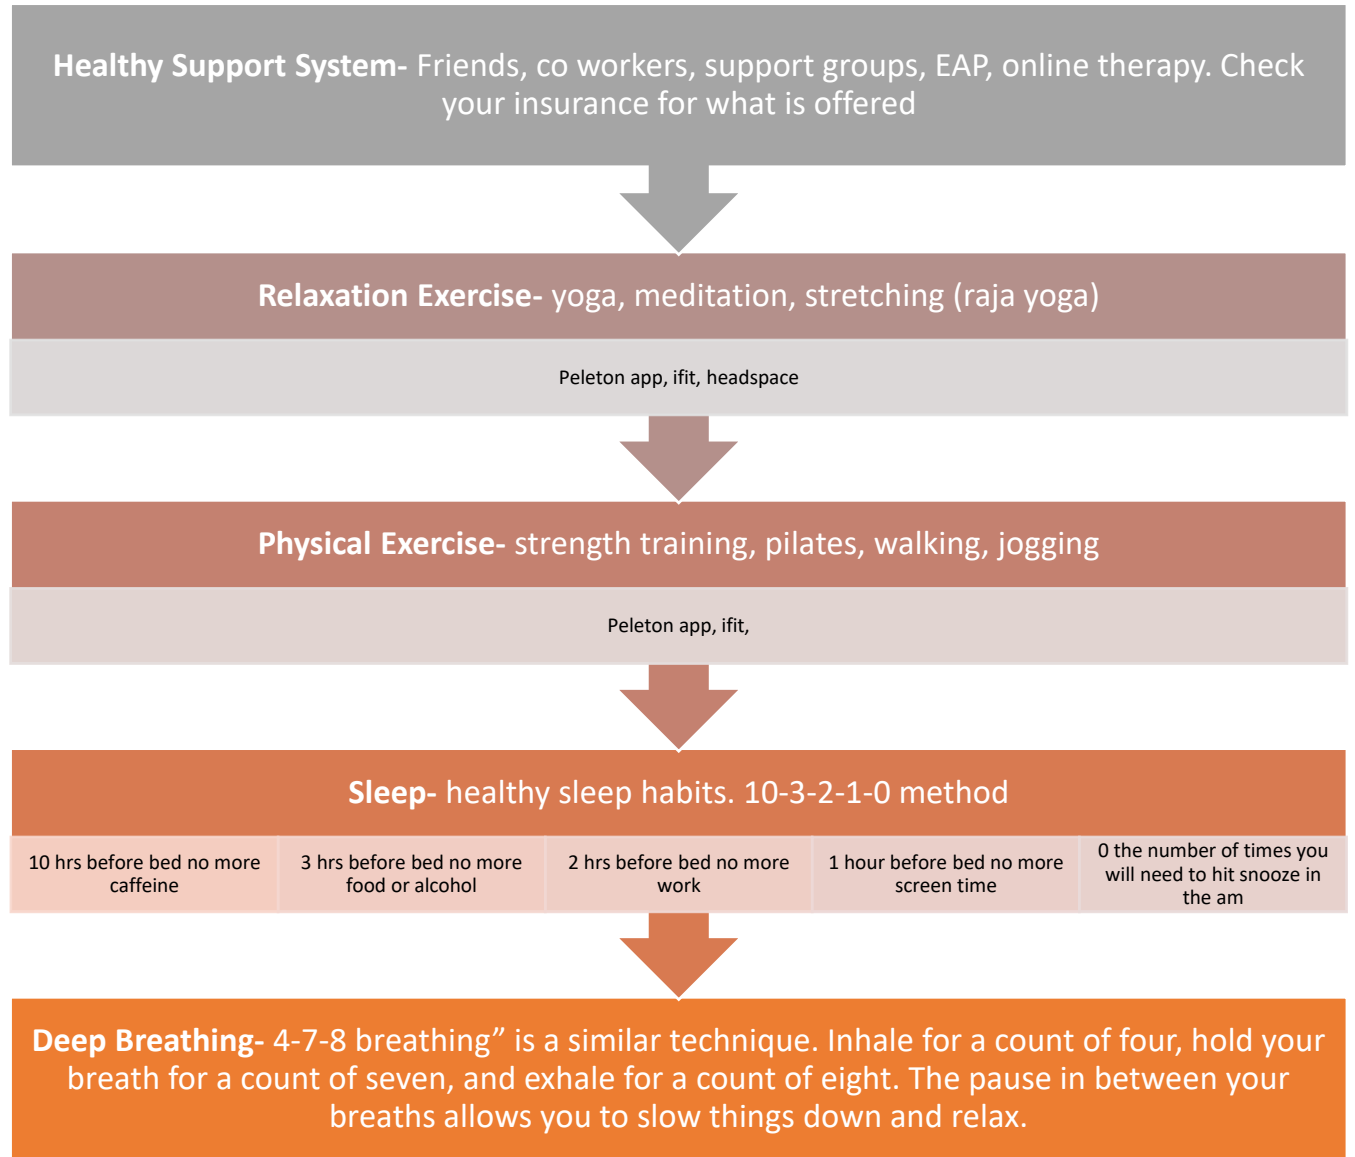 Healthy Support System- Friends, co workers, support groups, EAP, online therapy. Check
your insurance for what is offered
Relaxation Exercise- yoga, meditation, stretching (raja yoga)
Peleton app, ifit, headspace
Physical Exercise- strength training, pilates, walking, jogging
Peleton app, ifit,
Sleep- healthy sleep habits. 10-3-2-1-0 method
10 hrs before bed no more
caffeine
3 hrs before bed no more
food or alcohol
2 hrs before bed no more
work
1 hour before bed no more
screen time
0 the number of times you
will need to hit snooze in
the am
Deep Breathing- 4-7-8 breathing” is a similar technique. Inhale for a count of four, hold your
breath for a count of seven, and exhale for a count of eight. The pause in between your
breaths allows you to slow things down and relax.